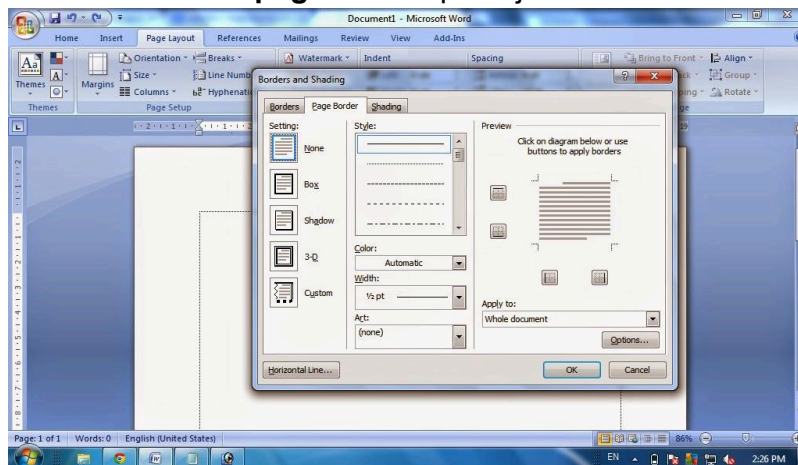 page
Document1 - Microsoft Word
Home Insert Page Layout References Mailings Review View Add-Ins
Orientation Breaks Watermark Indent Spacing Bring to Front Align
Themes Margins Size Line Numb Group
Columns Hyphenatio Rotate
Themes Page Setup
Borders and Shading
Borders Page Border Shading
Setting: Style: Preview
None
Click on diagram below or use
buttons to apply borders
Box
Shadow
3-D
Custom
Color:
Automatic
Width:
½ pt
Art:
(none)
Apply to:
Whole document
Options...
Horizontal Line... OK Cancel
Page: 1 of 1 Words: 0 English (United States) 86%
EN 2:26 PM